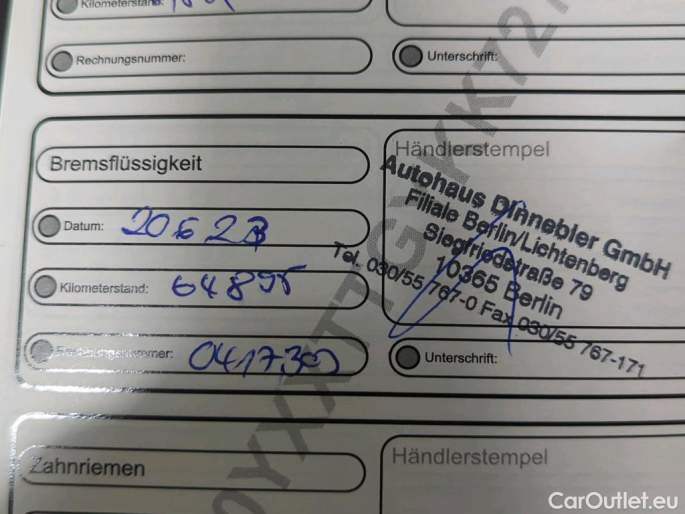 Kilometerstand:
Rechnungsnummer:
Unterschrift:
Bremsflüssigkeit
Händlerstempel
Datum: 20 6 23
Autohaus Dinnebier GmbH
Filiale Berlin/Lichtenberg
Siegfriedstraße 79
10365 Berlin
Tel. 030/55 767-0 Fax 030/55 767-171
Kilometerstand: 64895
0417300
Unterschrift:
Zahnriemen
Händlerstempel
CarOutlet.eu